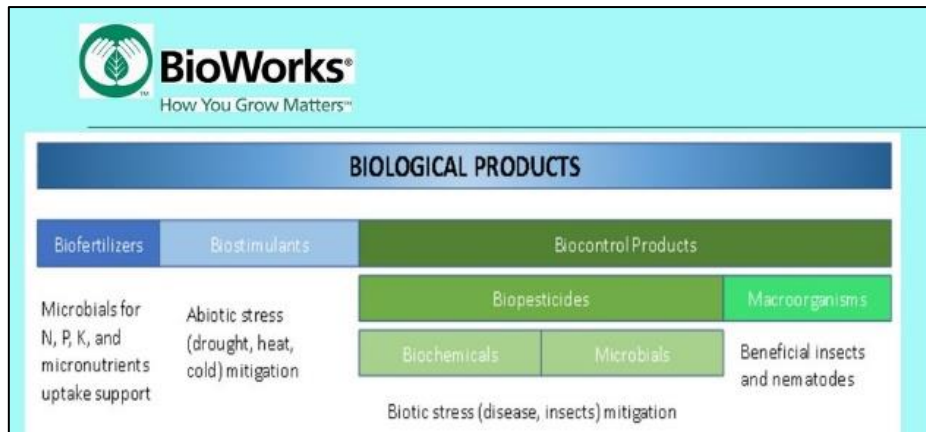 BioWorks®
How You Grow Matters℠
BIOLOGICAL PRODUCTS
Biofertilizers
Biostimulants
Biocontrol Products
Biopesticides
Macroorganisms
Biochemicals
Microbials
Microbials for
N, P, K, and
micronutrients
uptake support
Abiotic stress
(drought, heat,
cold) mitigation
Beneficial insects
and nematodes
Biotic stress (disease, insects) mitigation